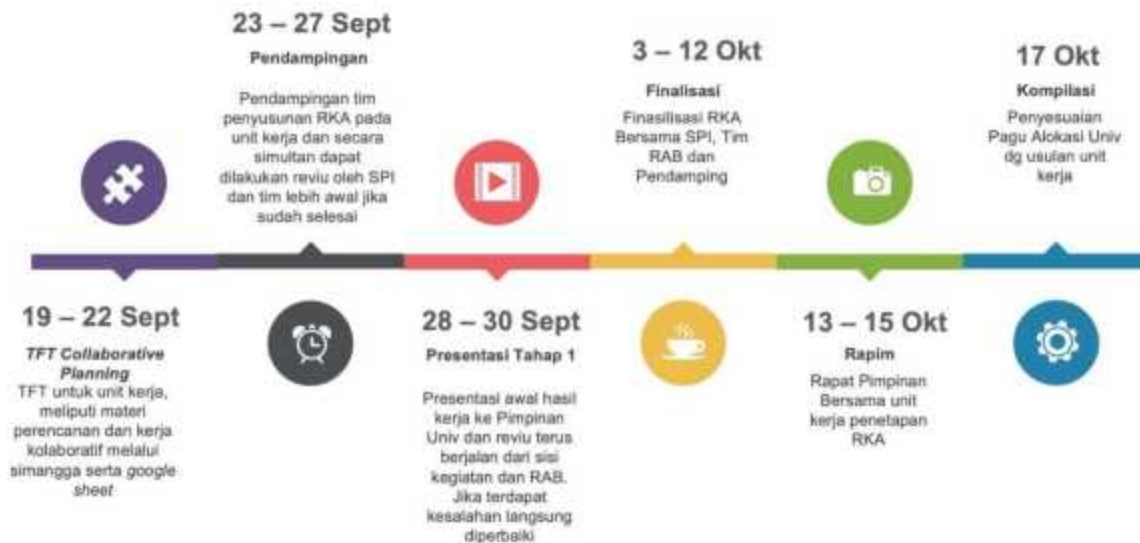 23 – 27 Sept
Pendampingan
Pendampingan tim
penyusunan RKA pada
unit kerja dan secara
simultan dapat
dilakukan reviu oleh SPI
dan tim lebih awal jika
sudah selesai
3 – 12 Okt
Finalisasi
Finasilisasi RKA
Bersama SPI, Tim
RAB dan
Pendamping
17 Okt
Kompilasi
Penyesuaian
Pagu Alokasi Univ
dg usulan unit
kerja
19 – 22 Sept
TFT Collaborative
Planning
TFT untuk unit kerja,
meliputi materi
perencanan dan kerja
kolaboratif melalui
simangga serta google
sheet
28 – 30 Sept
Presentasi Tahap 1
Presentasi awal hasil
kerja ke Pimpinan
Univ dan reviu terus
berjalan dari sisi
kegiatan dan RAB.
Jika terdapat
kesalahan langsung
diperbaiki
13 – 15 Okt
Rapim
Rapat Pimpinan
Bersama unit
kerja penetapan
RKA